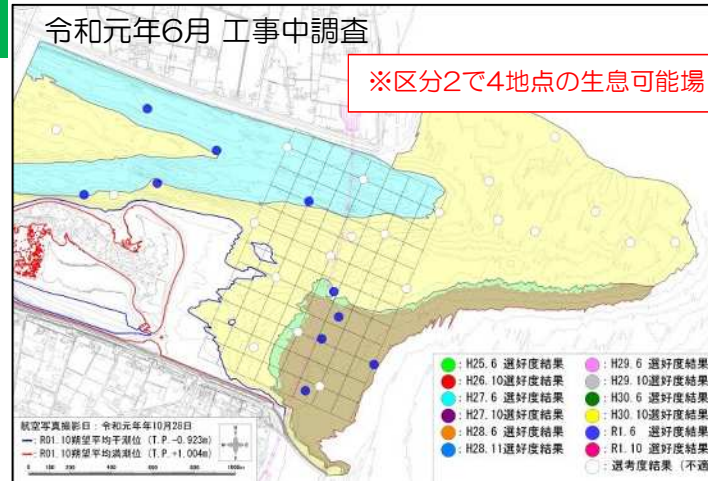 令和元年6月 工事中調査
※区分2で4地点の生息可能場
航空写真撮影日：令和元年年10月28日
―：R01.10期望平均干潮位（T.P.-0.923m）
―：R01.10期望平均満潮位（T.P.+1.004m）
0 100 200 400 600 800 1000m
：H25.6 選好度結果
：H26.10選好度結果
：H27.6 選好度結果
：H27.10選好度結果
：H28.6 選好度結果
：H28.11選好度結果
：H29.6 選好度結果
：H29.10選好度結果
：H30.6 選好度結果
：H30.10選好度結果
：R1.6 選好度結果
：R1.10 選好度結果
：選考度結果（不適